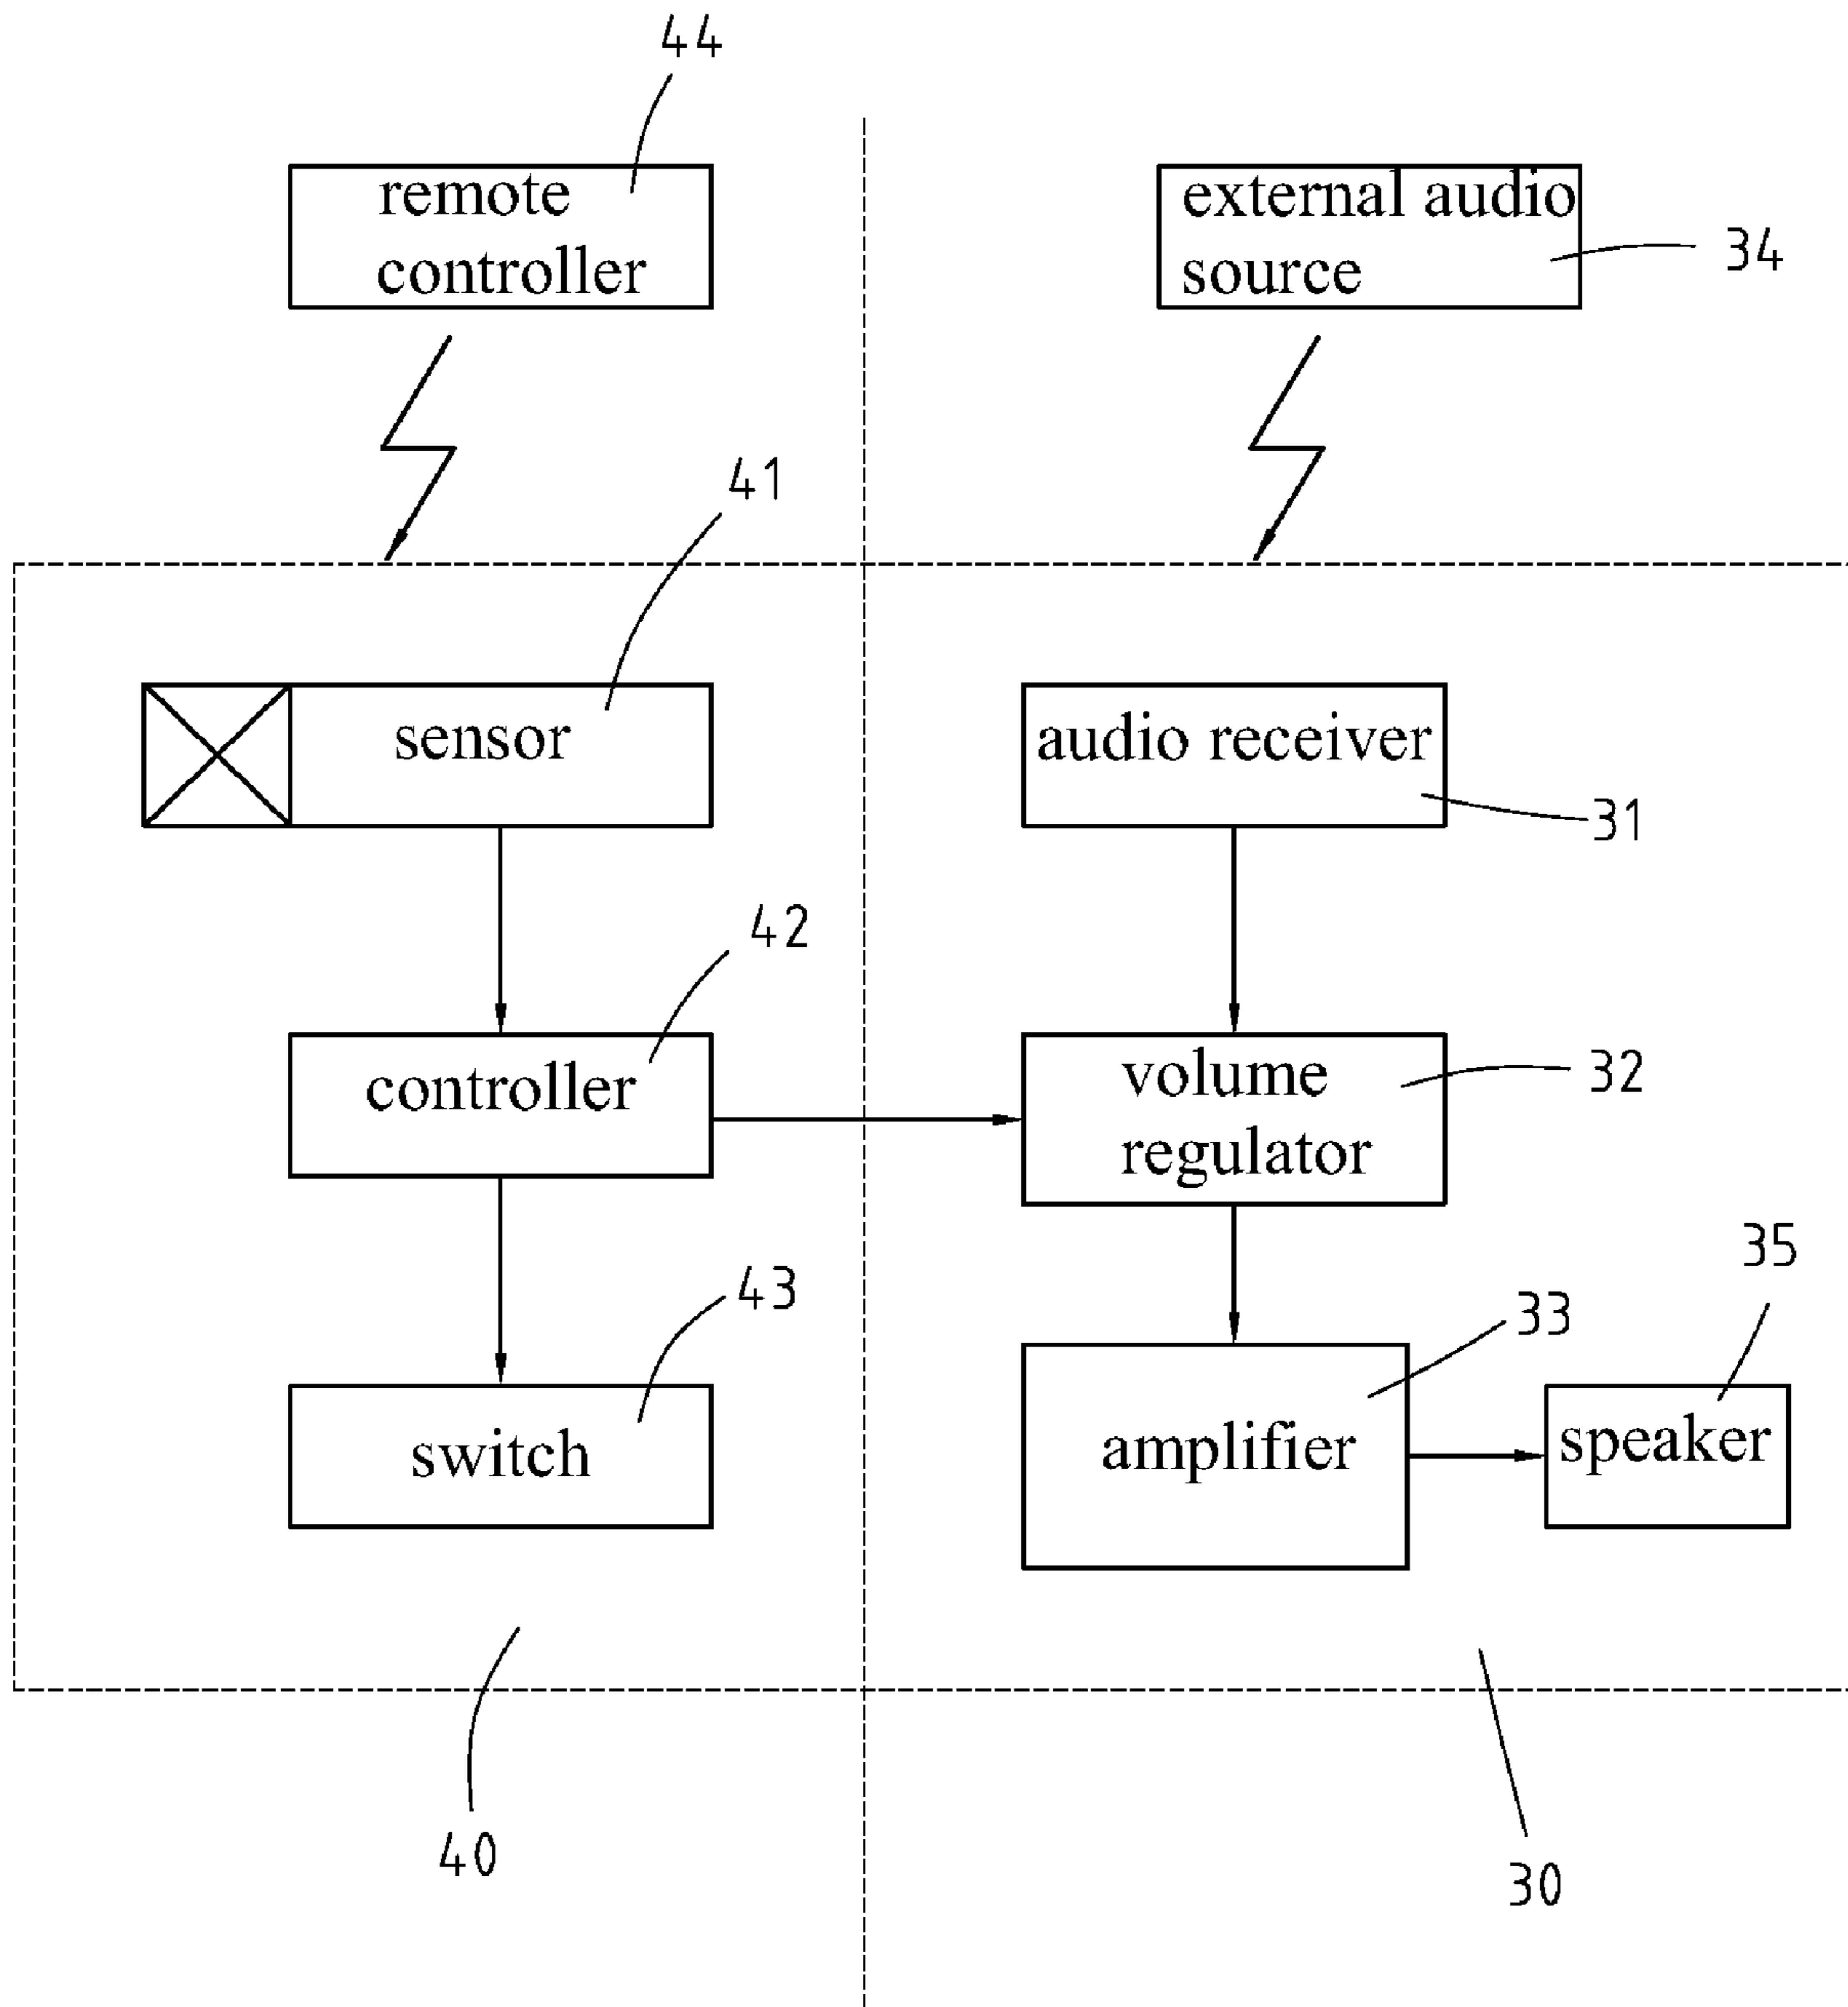 44
remote
controller
external audio
source
34
41
sensor
audio receiver
31
42
controller
volume
regulator
32
43
switch
33
amplifier
35
speaker
40
30